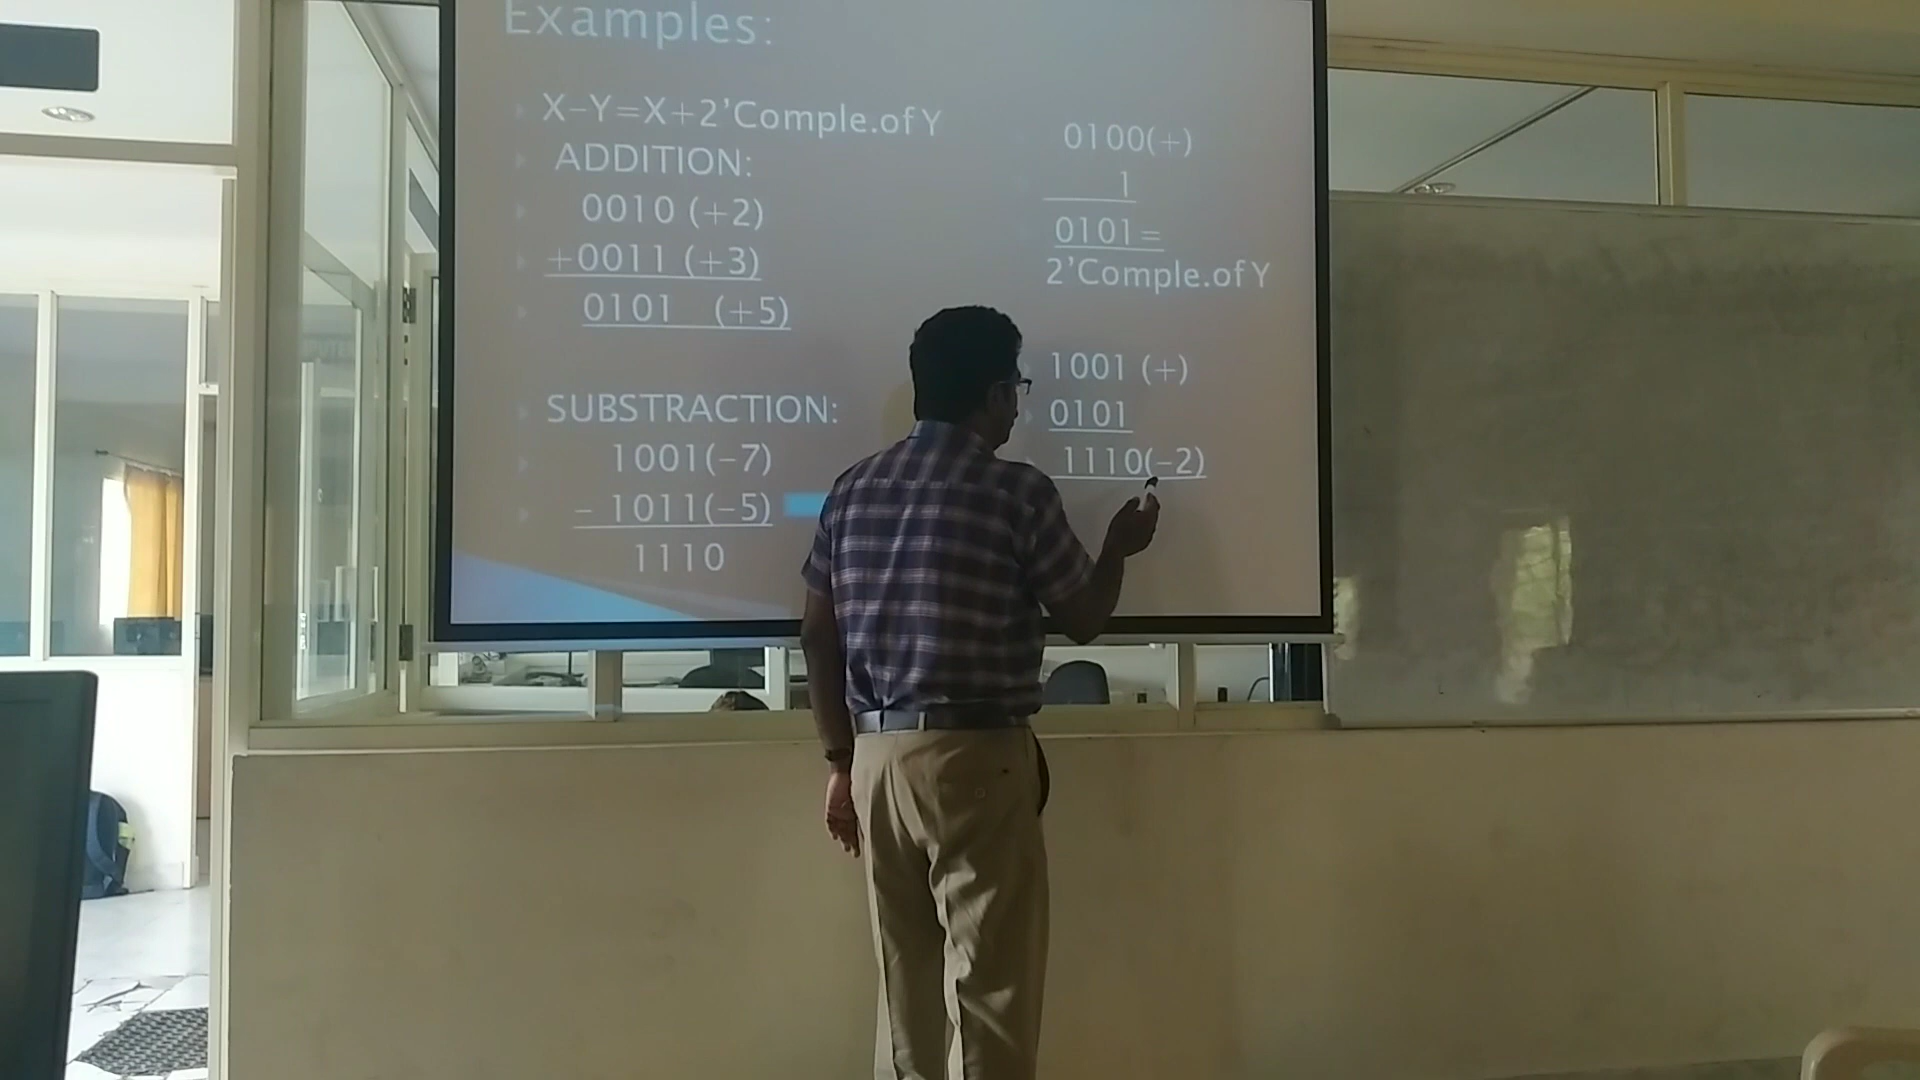 Examples:
X-Y=X+2'Comple.of Y
ADDITION:
0010 (+2)
+0011 (+3)
0101 (+5)
SUBSTRACTION:
1001(-7)
- 1011(-5)
1110
0100(+)
1
0101=
2'Comple.of Y
1001 (+)
0101
1110(-2)